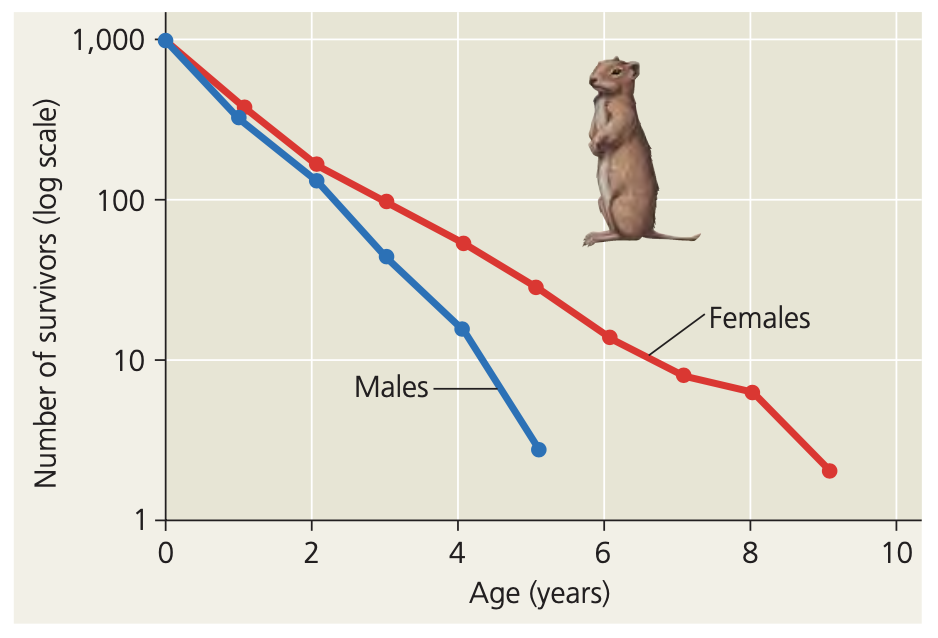 Number of survivors (log scale)
1,000
100
10
1
Females
Males
0 2 4 6 8 10
Age (years)